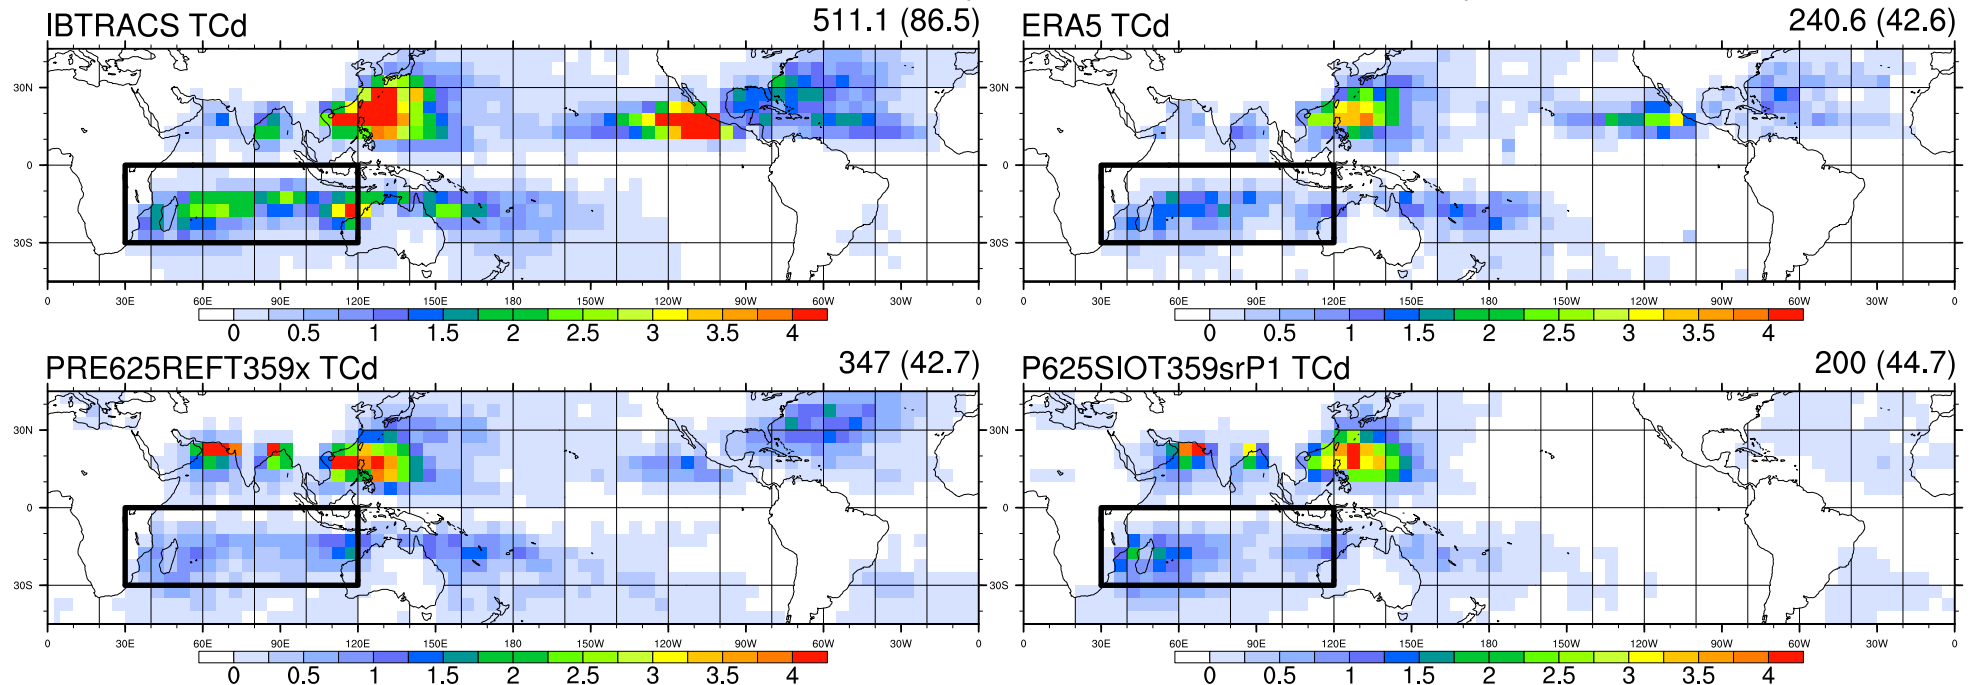 IBTRACS TCd 511.1 (86.5)
30N
0
30S
0 30E 60E 90E 120E 150E 180 150W 120W 90W 60W 30W 0
0 0.5 1 1.5 2 2.5 3 3.5 4
ERA5 TCd 240.6 (42.6)
30N
0
30S
0 30E 60E 90E 120E 150E 180 150W 120W 90W 60W 30W 0
0 0.5 1 1.5 2 2.5 3 3.5 4
PRE625REFT359x TCd 347 (42.7)
30N
0
30S
0 30E 60E 90E 120E 150E 180 150W 120W 90W 60W 30W 0
0 0.5 1 1.5 2 2.5 3 3.5 4
P625SIOT359srP1 TCd 200 (44.7)
30N
0
30S
0 30E 60E 90E 120E 150E 180 150W 120W 90W 60W 30W 0
0 0.5 1 1.5 2 2.5 3 3.5 4